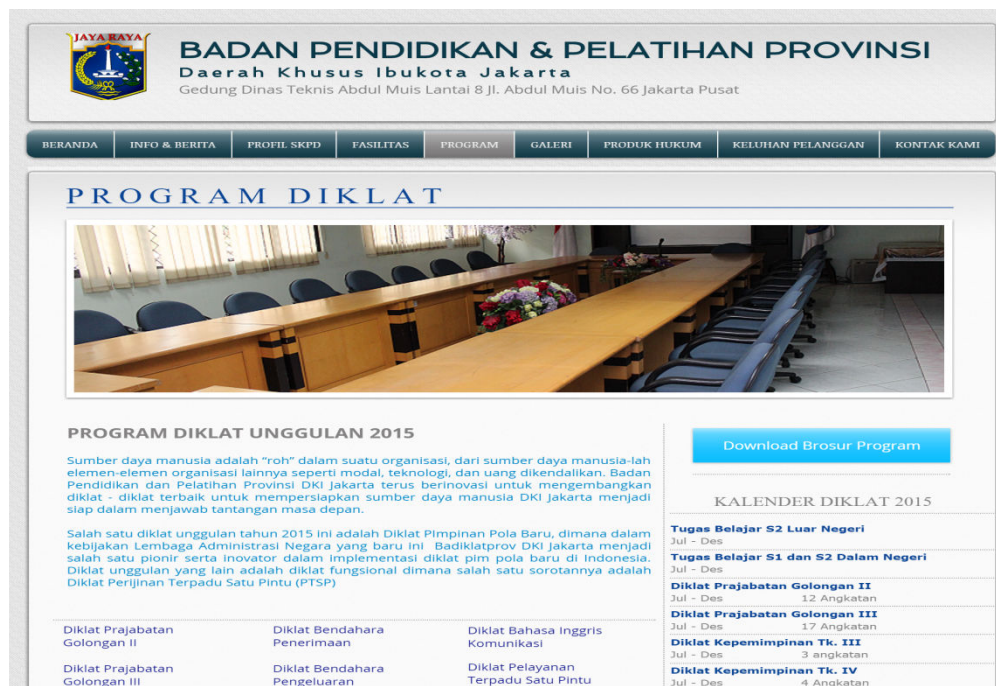 JAYA RAYA
BADAN PENDIDIKAN & PELATIHAN PROVINSI
Daerah Khusus Ibukota Jakarta
Gedung Dinas Teknis Abdul Muis Lantai 8 Jl. Abdul Muis No. 66 Jakarta Pusat
BERANDA INFO & BERITA PROFIL SKPD FASILITAS PROGRAM GALERI PRODUK HUKUM KELUHAN PELANGGAN KONTAK KAMI
PROGRAM DIKLAT
PROGRAM DIKLAT UNGGULAN 2015
Sumber daya manusia adalah "roh" dalam suatu organisasi, dari sumber daya manusia-lah
elemen-elemen organisasi lainnya seperti modal, teknologi, dan uang dikendalikan. Badan
Pendidikan dan Pelatihan Provinsi DKI Jakarta terus berinovasi untuk mengembangkan
diklat - diklat terbaik untuk mempersiapkan sumber daya manusia DKI Jakarta menjadi
siap dalam menjawab tantangan masa depan.
Salah satu diklat unggulan tahun 2015 ini adalah Diklat PImpinan Pola Baru, dimana dalam
kebijakan Lembaga Administrasi Negara yang baru ini Badiklatprov DKI Jakarta menjadi
salah satu pionir serta inovator dalam implementasi diklat pim pola baru di Indonesia.
Diklat unggulan yang lain adalah diklat fungsional dimana salah satu sorotannya adalah
Diklat Perijinan Terpadu Satu Pintu (PTSP)
Diklat Prajabatan
Golongan II
Diklat Bendahara
Penerimaan
Diklat Bahasa Inggris
Komunikasi
Diklat Prajabatan
Golongan III
Diklat Bendahara
Pengeluaran
Diklat Pelayanan
Terpadu Satu Pintu
Download Brosur Program
KALENDER DIKLAT 2015
Tugas Belajar S2 Luar Negeri
Jul - Des
Tugas Belajar S1 dan S2 Dalam Negeri
Jul - Des
Diklat Prajabatan Golongan II
Jul - Des 12 Angkatan
Diklat Prajabatan Golongan III
Jul - Des 17 Angkatan
Diklat Kepemimpinan Tk. III
Jul - Des 3 angkatan
Diklat Kepemimpinan Tk. IV
Jul - Des 4 Angkatan